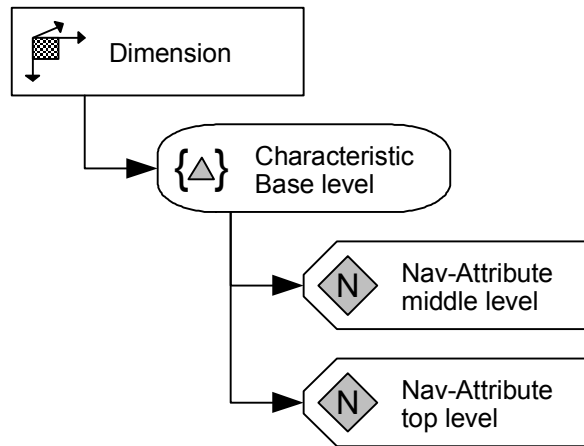 Dimension
{} Characteristic
Base level
N Nav-Attribute
middle level
N Nav-Attribute
top level